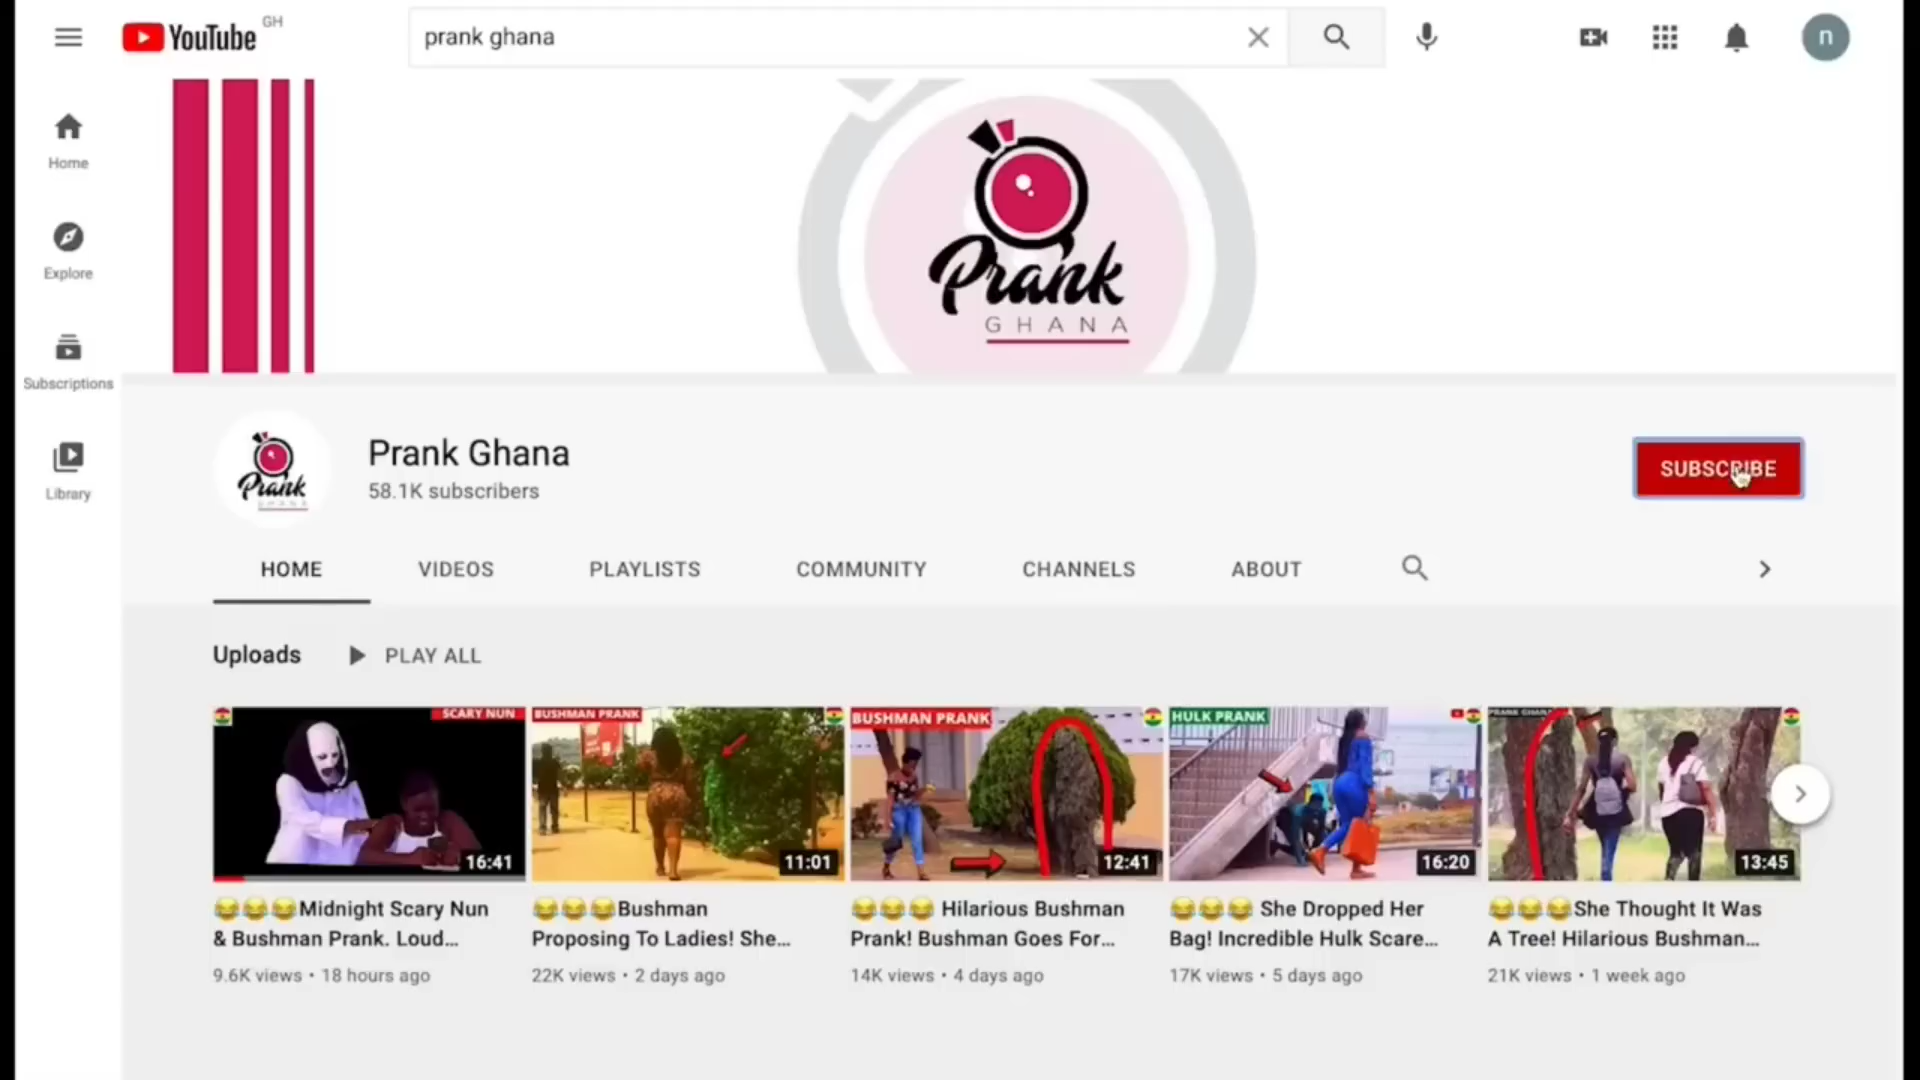 YouTube GH
prank ghana
n
Home
Explore
Subscriptions
Library
Prank
GHANA
Prank
GHANA
Prank Ghana
58.1K subscribers
SUBSCRIBE
HOME VIDEOS PLAYLISTS COMMUNITY CHANNELS ABOUT
Uploads PLAY ALL
SCARY NUN
16:41
😂😂😂Midnight Scary Nun
& Bushman Prank. Loud...
9.6K views • 18 hours ago
BUSHMAN PRANK
11:01
😂😂😂Bushman
Proposing To Ladies! She...
22K views • 2 days ago
BUSHMAN PRANK
12:41
😂😂😂 Hilarious Bushman
Prank! Bushman Goes For...
14K views • 4 days ago
HULK PRANK
16:20
😂😂😂 She Dropped Her
Bag! Incredible Hulk Scare...
17K views • 5 days ago
PRANK GHANA
13:45
😂😂😂She Thought It Was
A Tree! Hilarious Bushman...
21K views • 1 week ago